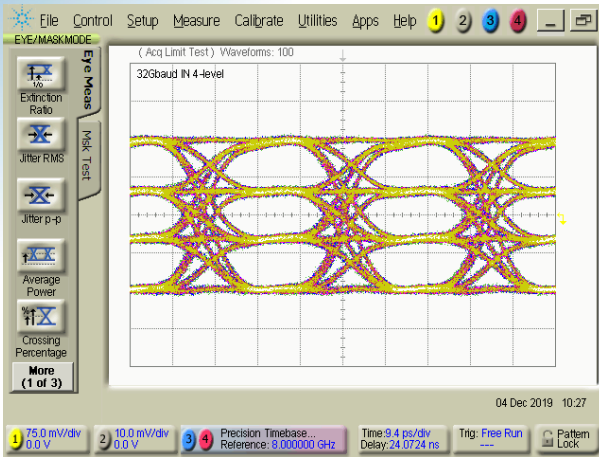 File Control Setup Measure Calibrate Utilities Apps Help 1 2 3 4
EYE/MASK MODE
Eye Meas
Msk Test
Extinction
Ratio
Jitter RMS
Jitter p-p
Average
Power
Crossing
Percentage
More
(1 of 3)
( Acq Limit Test ) Waveforms: 100
32Gbaud IN 4-level
04 Dec 2019 10:27
1 75.0 mV/div
0.0 V
2 10.0 mV/div
0.0 V
3 4 Precision Timebase...
Reference: 8.000000 GHz
Time:9.4 ps/div
Delay:24.0724 ns
Trig: Free Run
---
Pattern
Lock